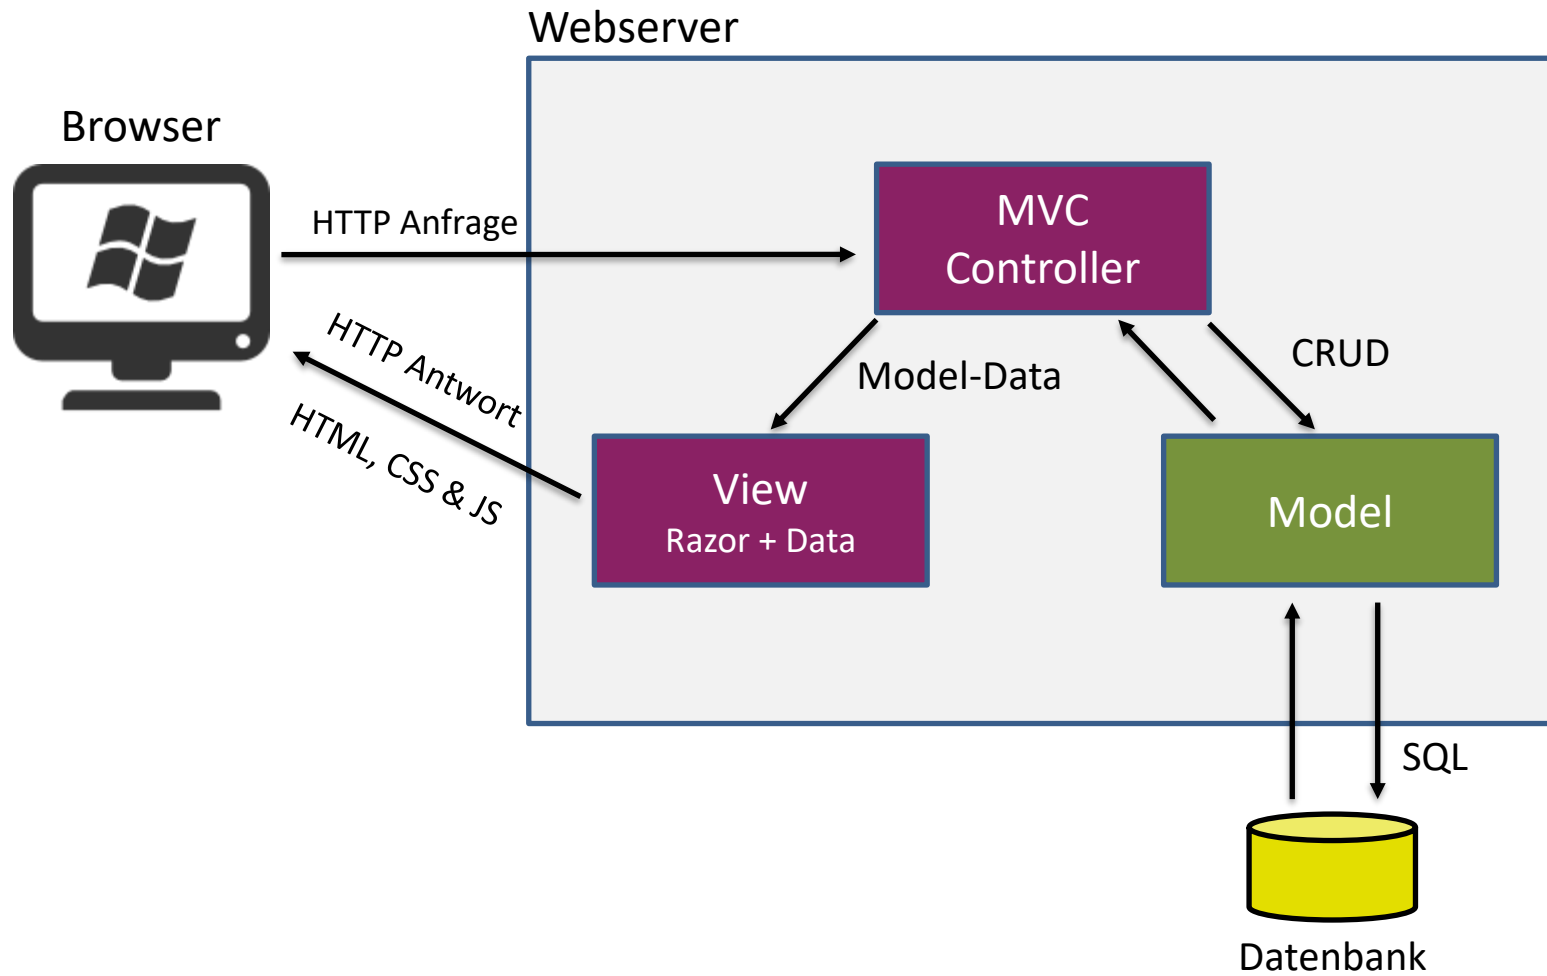 Webserver
Browser
HTTP Anfrage
MVC
Controller
HTTP Antwort
HTML, CSS & JS
Model-Data
CRUD
View
Razor + Data
Model
SQL
Datenbank